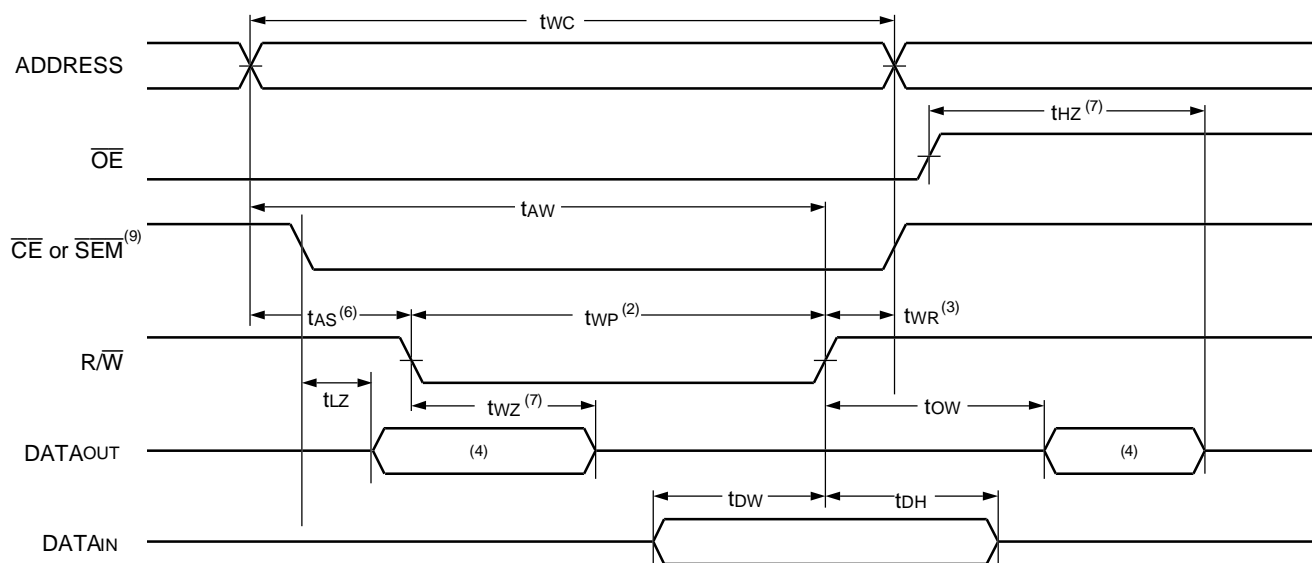 tWC
ADDRESS
tHZ (7)
OE
tAW
CE or SEM (9)
tAS (6)
tWP (2)
tWR (3)
R/W
tLZ
tWZ (7)
tOW
DATAOUT
(4)
(4)
tDW
tDH
DATAIN